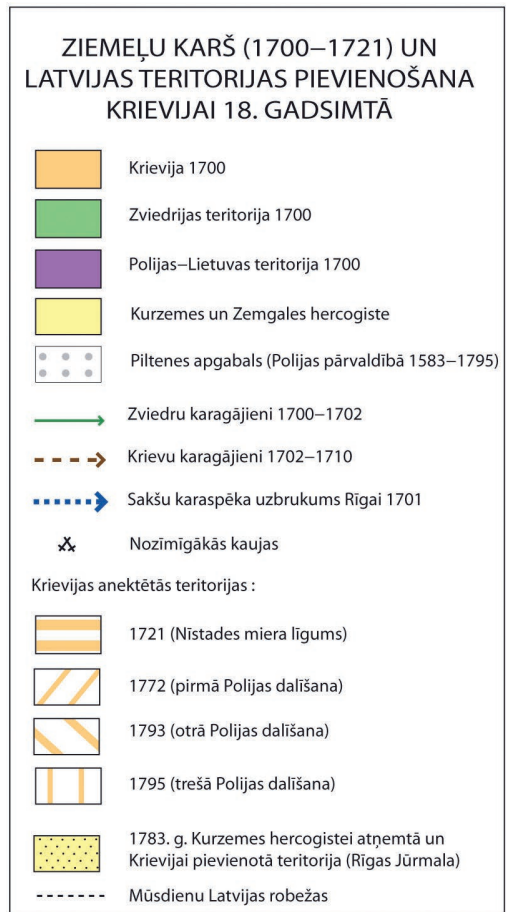 ZIEMEĻU KARŠ (1700–1721) UN
LATVIJAS TERITORIJAS PIEVIENOŠANA
KRIEVIJAI 18. GADSIMTĀ
Krievija 1700
Zviedrijas teritorija 1700
Polijas–Lietuvas teritorija 1700
Kurzemes un Zemgales hercogiste
Piltenes apgabals (Polijas pārvaldībā 1583–1795)
Zviedru karagājieni 1700–1702
Krievu karagājieni 1702–1710
Sakšu karaspēka uzbrukums Rīgai 1701
Nozīmīgākās kaujas
Krievijas anektētās teritorijas :
1721 (Nīstades miera līgums)
1772 (pirmā Polijas dalīšana)
1793 (otrā Polijas dalīšana)
1795 (trešā Polijas dalīšana)
1783. g. Kurzemes hercogistei atņemtā un
Krievijai pievienotā teritorija (Rīgas Jūrmala)
Mūsdienu Latvijas robežas